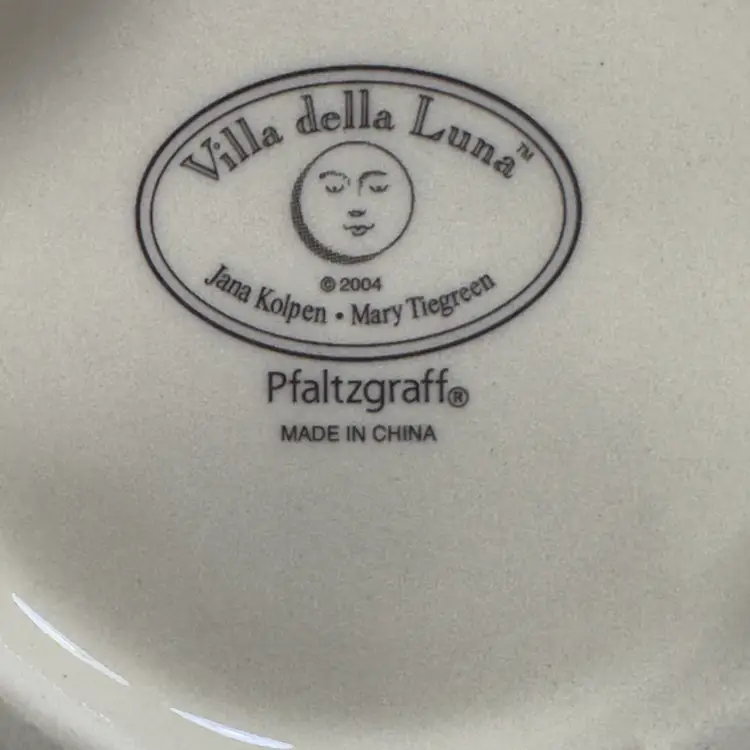 Villa della Luna™
© 2004
Jana Kolpen • Mary Tiegreen
Pfaltzgraff®
MADE IN CHINA